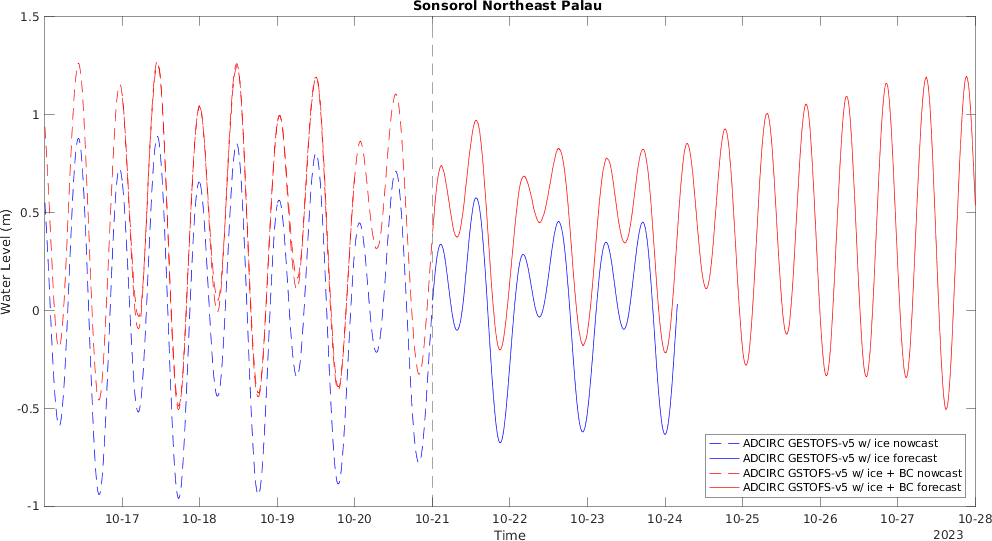 Sonsorol Northeast Palau
Water Level (m)
1.5
1
0.5
0
-0.5
-1
ADCIRC GESTOFS-v5 w/ ice nowcast
ADCIRC GESTOFS-v5 w/ ice forecast
ADCIRC GSTOFS-v5 w/ ice + BC nowcast
ADCIRC GSTOFS-v5 w/ ice + BC forecast
10-17 10-18 10-19 10-20 10-21 10-22 10-23 10-24 10-25 10-26 10-27 10-28
Time
2023